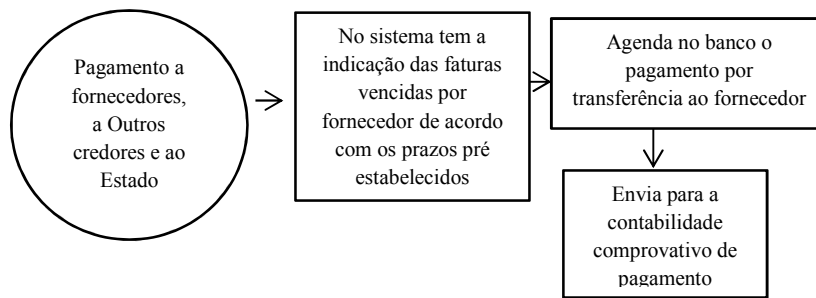 Pagamento a
fornecedores,
a Outros
credores e ao
Estado
No sistema tem a
indicação das faturas
vencidas por
fornecedor de acordo
com os prazos pré
estabelecidos
Agenda no banco o
pagamento por
transferência ao fornecedor
Envia para a
contabilidade
comprovativo de
pagamento